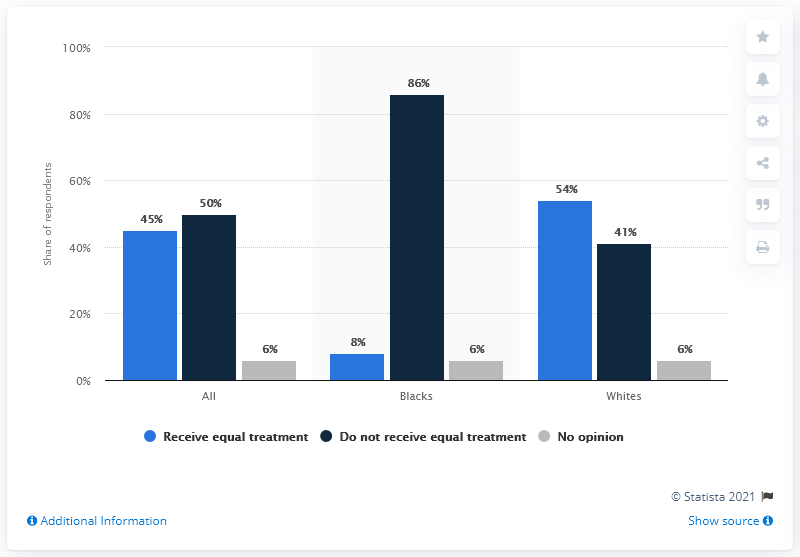 100%
80%
60%
40%
20%
0%
Share of respondents
45%
50%
6%
8%
86%
6%
54%
41%
6%
All
Blacks
Whites
Receive equal treatment
Do not receive equal treatment
No opinion
© Statista 2021
Additional Information
Show source